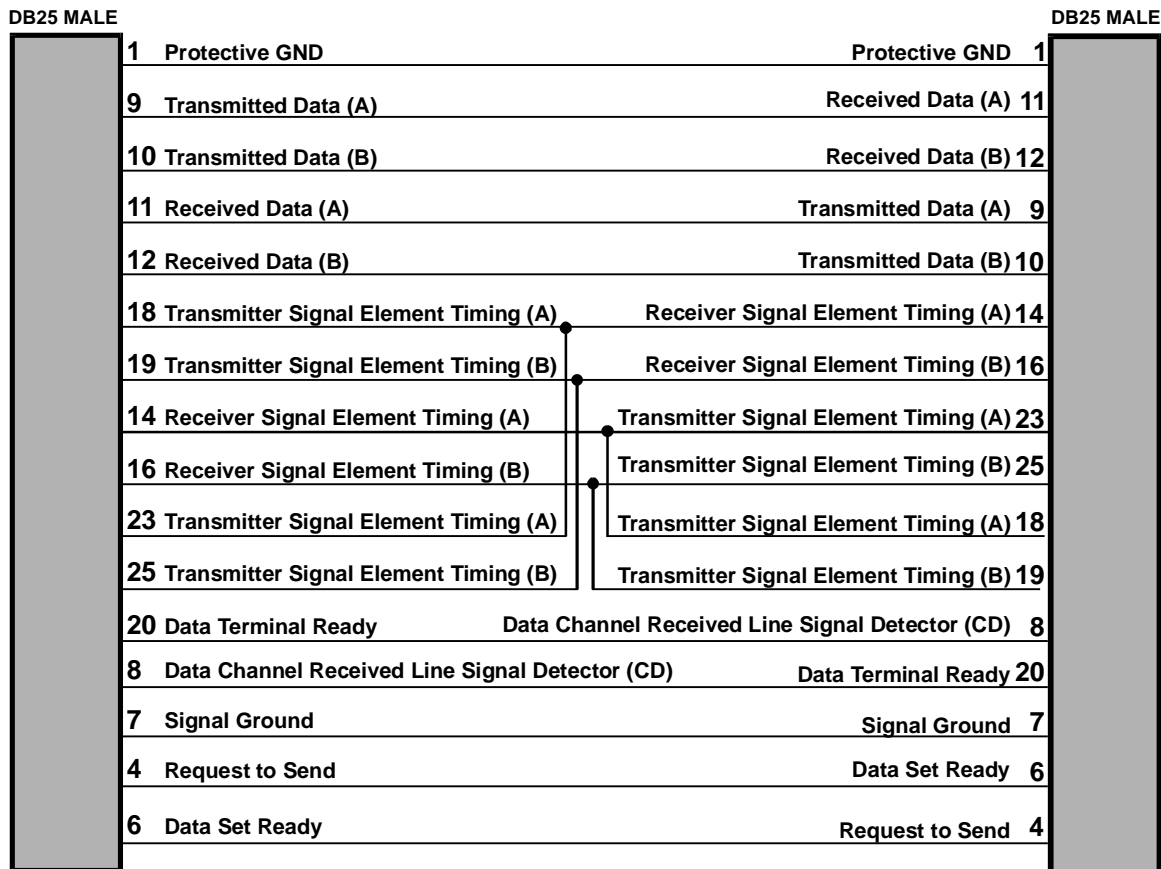 DB25 MALE DB25 MALE
1 Protective GND Protective GND 1
9 Transmitted Data (A) Received Data (A) 11
10 Transmitted Data (B) Received Data (B) 12
11 Received Data (A) Transmitted Data (A) 9
12 Received Data (B) Transmitted Data (B) 10
18 Transmitter Signal Element Timing (A) Receiver Signal Element Timing (A) 14
19 Transmitter Signal Element Timing (B) Receiver Signal Element Timing (B) 16
14 Receiver Signal Element Timing (A) Transmitter Signal Element Timing (A) 23
16 Receiver Signal Element Timing (B) Transmitter Signal Element Timing (B) 25
23 Transmitter Signal Element Timing (A) Transmitter Signal Element Timing (A) 18
25 Transmitter Signal Element Timing (B) Transmitter Signal Element Timing (B) 19
20 Data Terminal Ready Data Channel Received Line Signal Detector (CD) 8
8 Data Channel Received Line Signal Detector (CD) Data Terminal Ready 20
7 Signal Ground Signal Ground 7
4 Request to Send Data Set Ready 6
6 Data Set Ready Request to Send 4